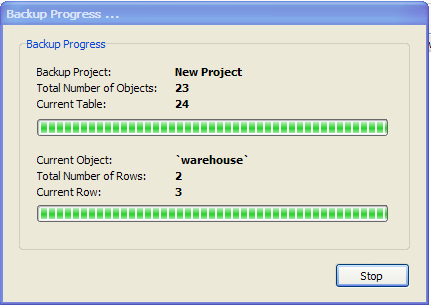 Backup Progress ...
Backup Progress
Backup Project: New Project
Total Number of Objects: 23
Current Table: 24
Current Object: `warehouse`
Total Number of Rows: 2
Current Row: 3
Stop